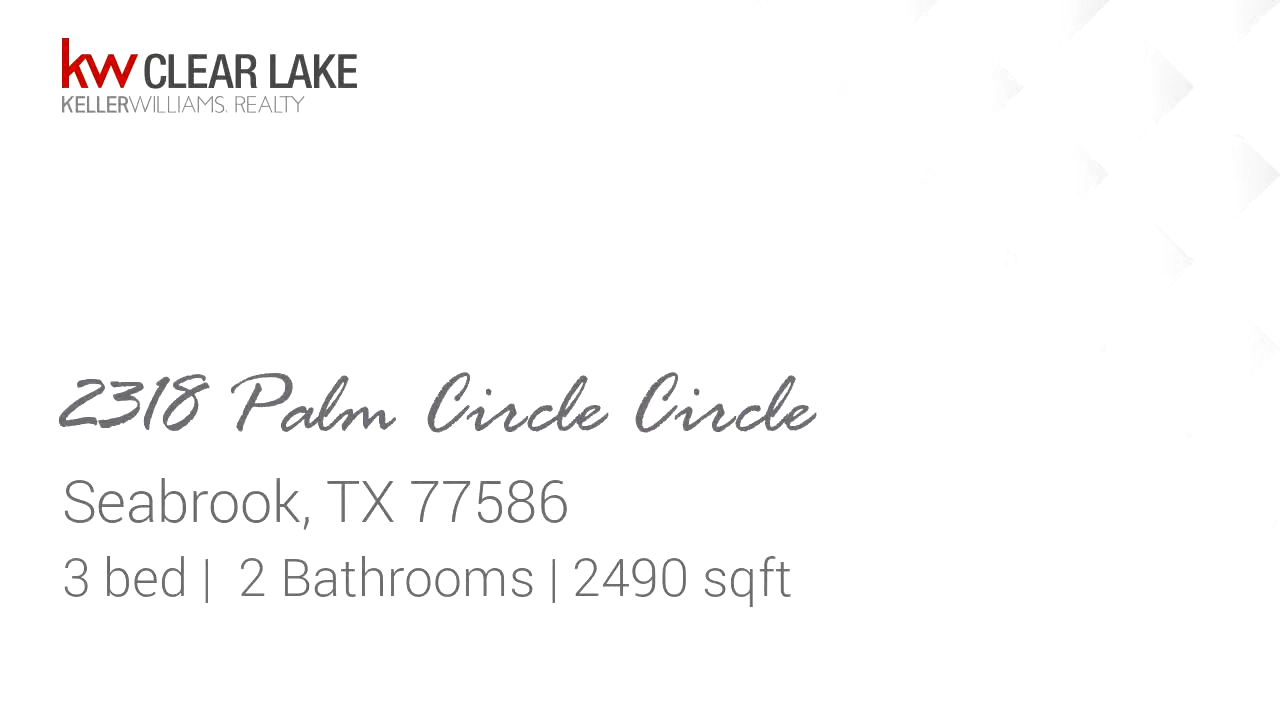 kw CLEAR LAKE
KELLERWILLIAMS. REALTY
2318 Palm Circle Circle
Seabrook, TX 77586
3 bed | 2 Bathrooms | 2490 sqft